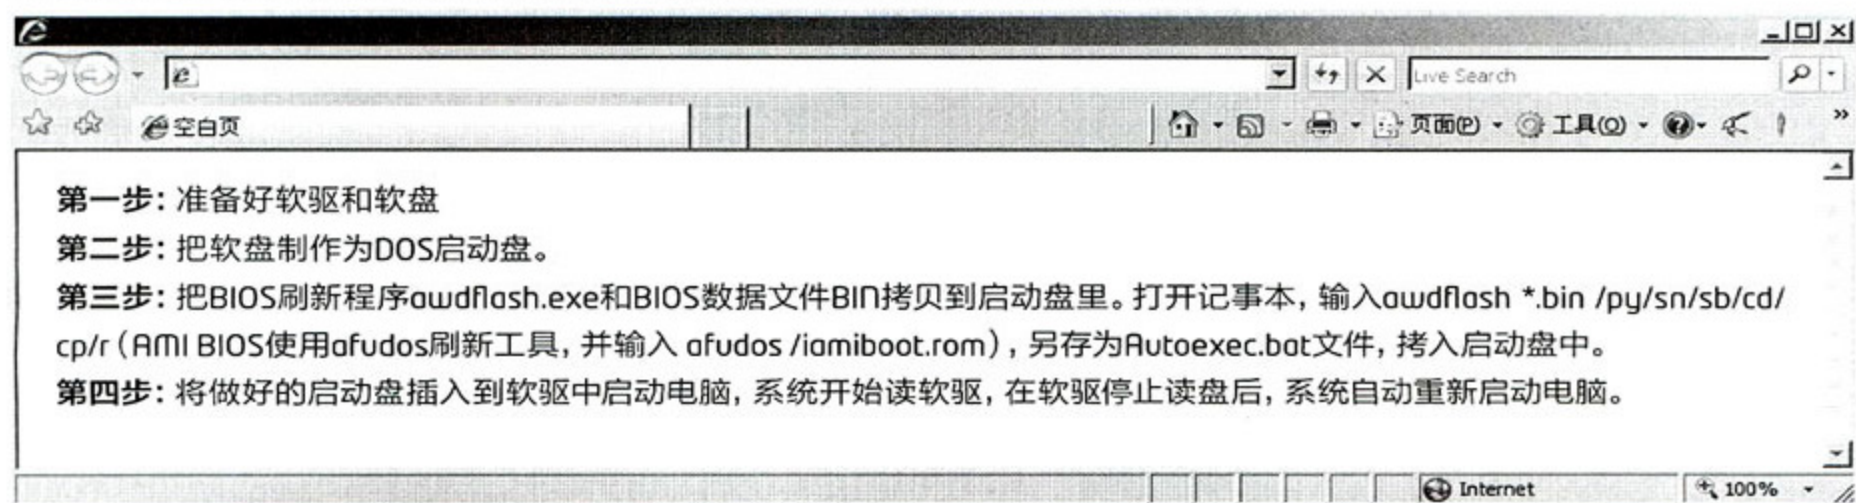 Live Search
空白页
页面(P)
工具(O)
»
第一步：准备好软驱和软盘
第二步：把软盘制作为DOS启动盘。
第三步：把BIOS刷新程序awdflash.exe和BIOS数据文件BIN拷贝到启动盘里。打开记事本，输入awdflash *.bin /py/sn/sb/cd/
cp/r（AMI BIOS使用afudos刷新工具，并输入 afudos /iamiboot.rom），另存为Autoexec.bat文件，拷入启动盘中。
第四步：将做好的启动盘插入到软驱中启动电脑，系统开始读软驱，在软驱停止读盘后，系统自动重新启动电脑。
Internet
100%